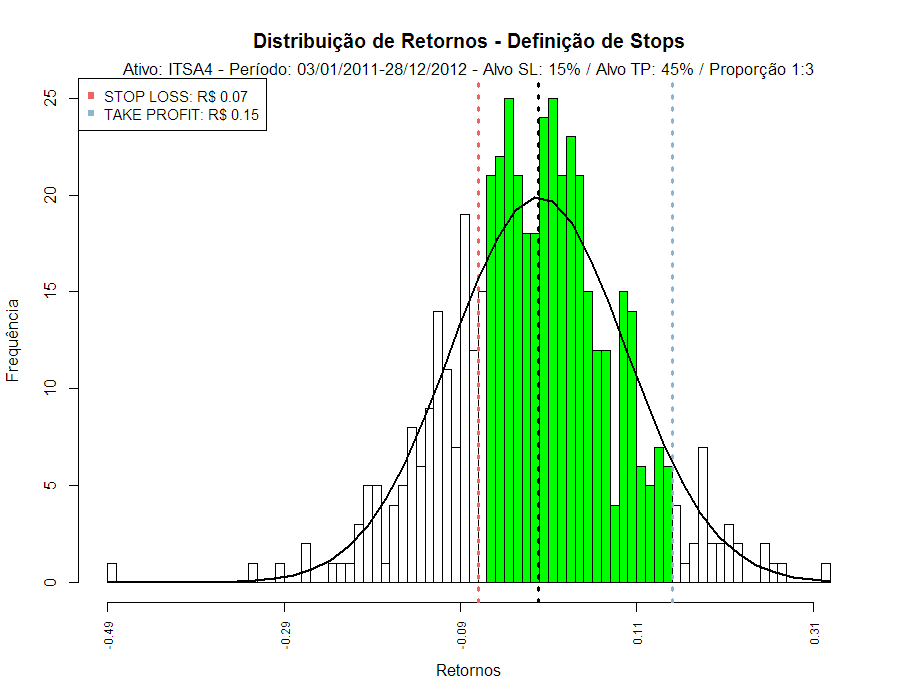 Distribuição de Retornos - Definição de Stops
Ativo: ITSA4 - Período: 03/01/2011-28/12/2012 - Alvo SL: 15% / Alvo TP: 45% / Proporção 1:3
STOP LOSS: R$ 0.07
TAKE PROFIT: R$ 0.15
Frequência
25
20
15
10
5
0
-0.49
-0.29
-0.09
0.11
0.31
Retornos